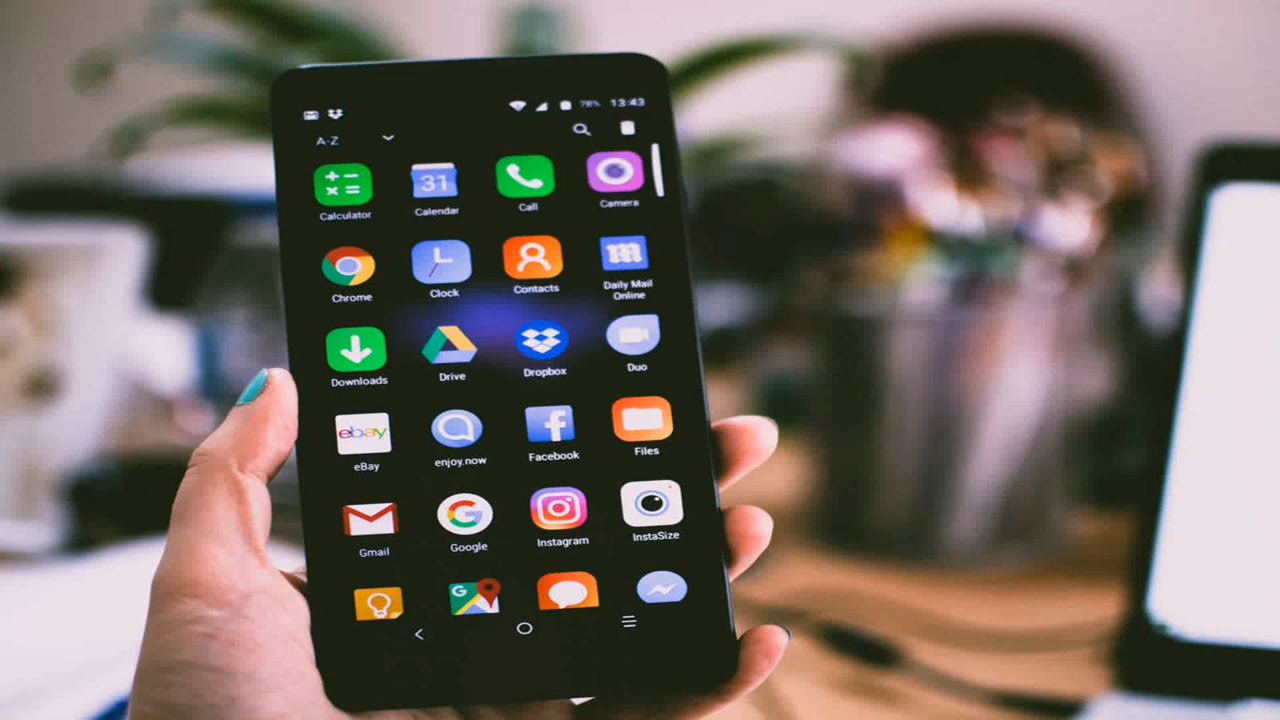 78% 13:43
A-Z
31
Calculator Calendar Call Camera
Chrome Clock Contacts Daily Mail
Online
Downloads Drive Dropbox Duo
ebay
eBay enjoy.now Facebook Files
Gmail Google Instagram InstaSize
G